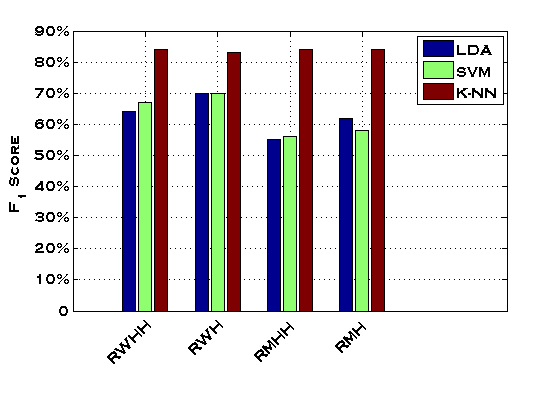 90%
80%
70%
60%
50%
40%
30%
20%
10%
0
F1 SCORE
LDA
SVM
K-NN
RWHH
RWH
RMHH
RMH